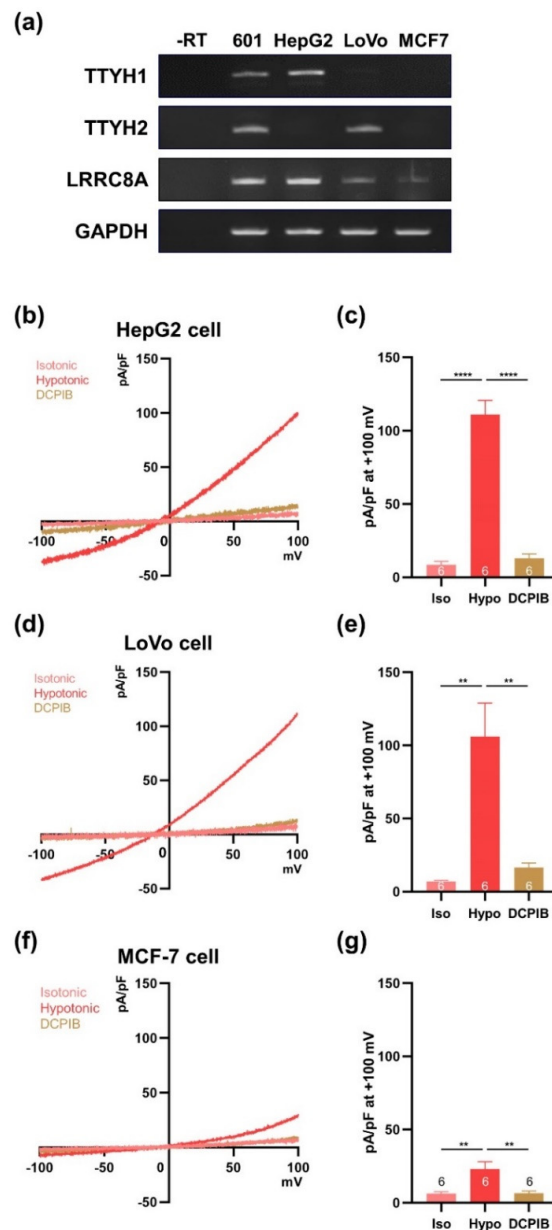 (a)
-RT 601 HepG2 LoVo MCF7
TTYH1
TTYH2
LRRC8A
GAPDH
(b)
HepG2 cell
Isotonic
Hypotonic
DCPIB
pA/pF
150
100
50
-100 -50 0 50 100
mV
-50
(c)
pA/pF at +100 mV
150
100
50
0
**** ****
6 6 6
Iso Hypo DCPIB
(d)
LoVo cell
Isotonic
Hypotonic
DCPIB
pA/pF
150
100
50
-100 -50 0 50 100
mV
-50
(e)
pA/pF at +100 mV
150
100
50
0
** **
6 6 6
Iso Hypo DCPIB
(f)
MCF-7 cell
Isotonic
Hypotonic
DCPIB
pA/pF
150
100
50
-100 -50 0 50 100
mV
-50
(g)
pA/pF at +100 mV
150
100
50
0
** **
6 6 6
Iso Hypo DCPIB